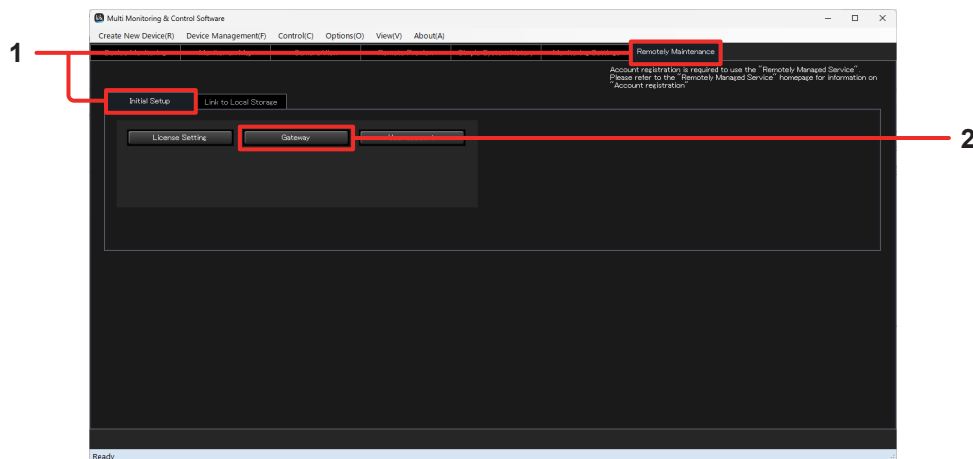 Multi Monitoring & Control Software
Create New Device(R) Device Management(F) Control(C) Options(O) View(V) About(A)
1
Remotely Maintenance
Account registration is required to use the "Remotely Managed Service".
Please refer to the "Remotely Managed Service" homepage for information on
"Account registration"
Initial Setup Link to Local Storage
License Setting Gateway
2
Ready